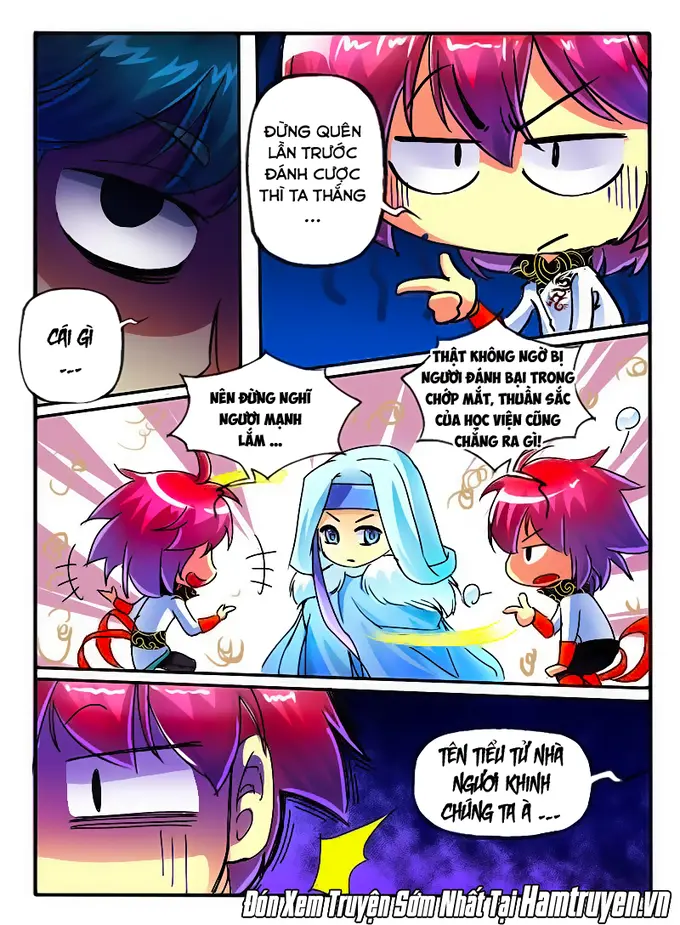 ĐỪNG QUÊN
LẦN TRƯỚC
ĐÁNH CƯỢC
THÌ TA THẮNG
...
CÁI GÌ
...
NÊN ĐỪNG NGHĨ
NGƯỜI MẠNH
LẮM ...
THẬT KHÔNG NGỜ BỊ
NGƯỜI ĐÁNH BẠI TRONG
CHỚP MẮT, THUẦN SẮC
CỦA HỌC VIỆN CŨNG
CHẲNG RA GÌ!
TÊN TIỂU TỬ NHÀ
NGƯƠI KHINH
CHÚNG TA À ...
Đón Xem Truyện Sớm Nhất Tại Hamtruyen.vn